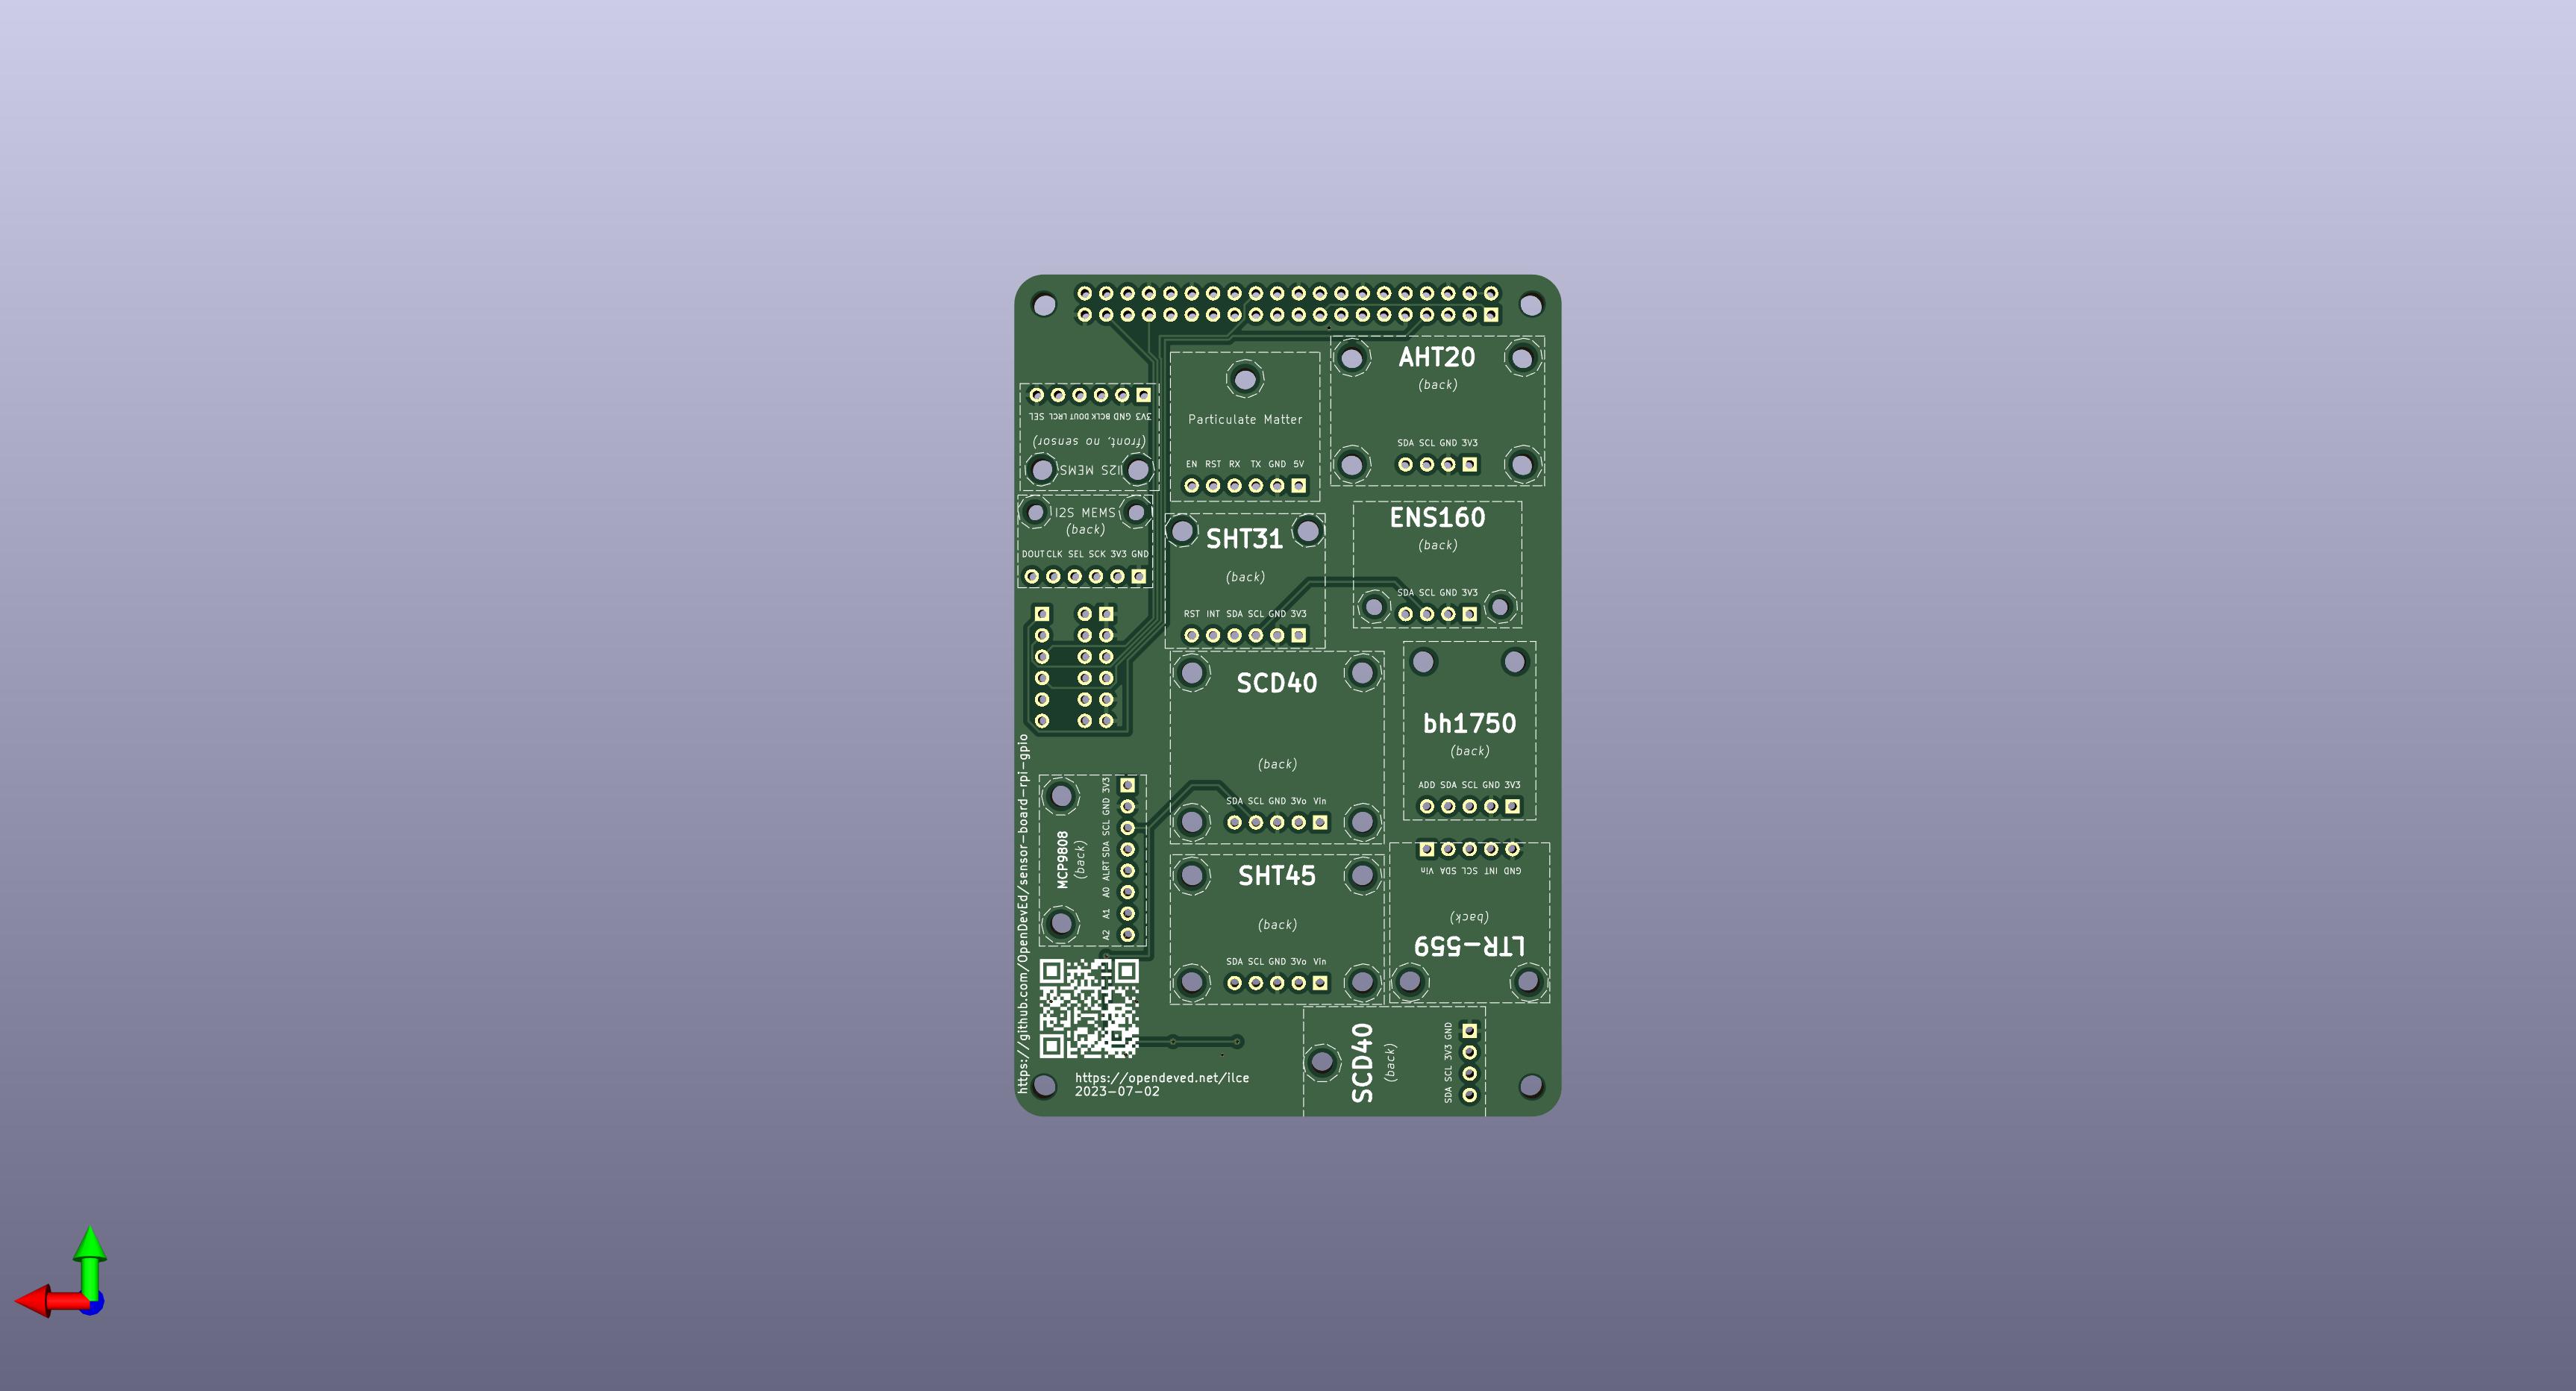 AHT20
(back)
SDA SCL GND 3V3
Particulate Matter
EN RST RX TX GND 5V
3V3 GND BCLK DOUT LRCL SEL
(front, no sensor)
I2S MEMS
I2S MEMS
(back)
DOUT CLK SEL SCK 3V3 GND
SHT31
(back)
RST INT SDA SCL GND 3V3
ENS160
(back)
SDA SCL GND 3V3
SCD40
(back)
SDA SCL GND 3Vo Vin
bh1750
(back)
ADD SDA SCL GND 3V3
MCP9808
(back)
A2 A1 A0 ALRT SDA SCL GND 3V3
SHT45
(back)
SDA SCL GND 3Vo Vin
LTR-559
(back)
GND INT SCL SDA Vin
SCD40
(back)
SDA SCL 3V3 GND
https://github.com/OpenDevEd/sensor-board-rpi-gpio
https://opendeved.net/ilce
2023-07-02